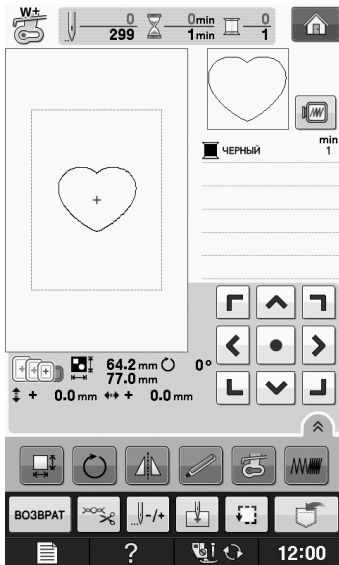 W+ 0 0min 0
299 1min 1
min
ЧЕРНЫЙ 1
64.2 mm 0°
77.0 mm
+ 0.0 mm + 0.0 mm
ВОЗВРАТ -/+
? 12:00